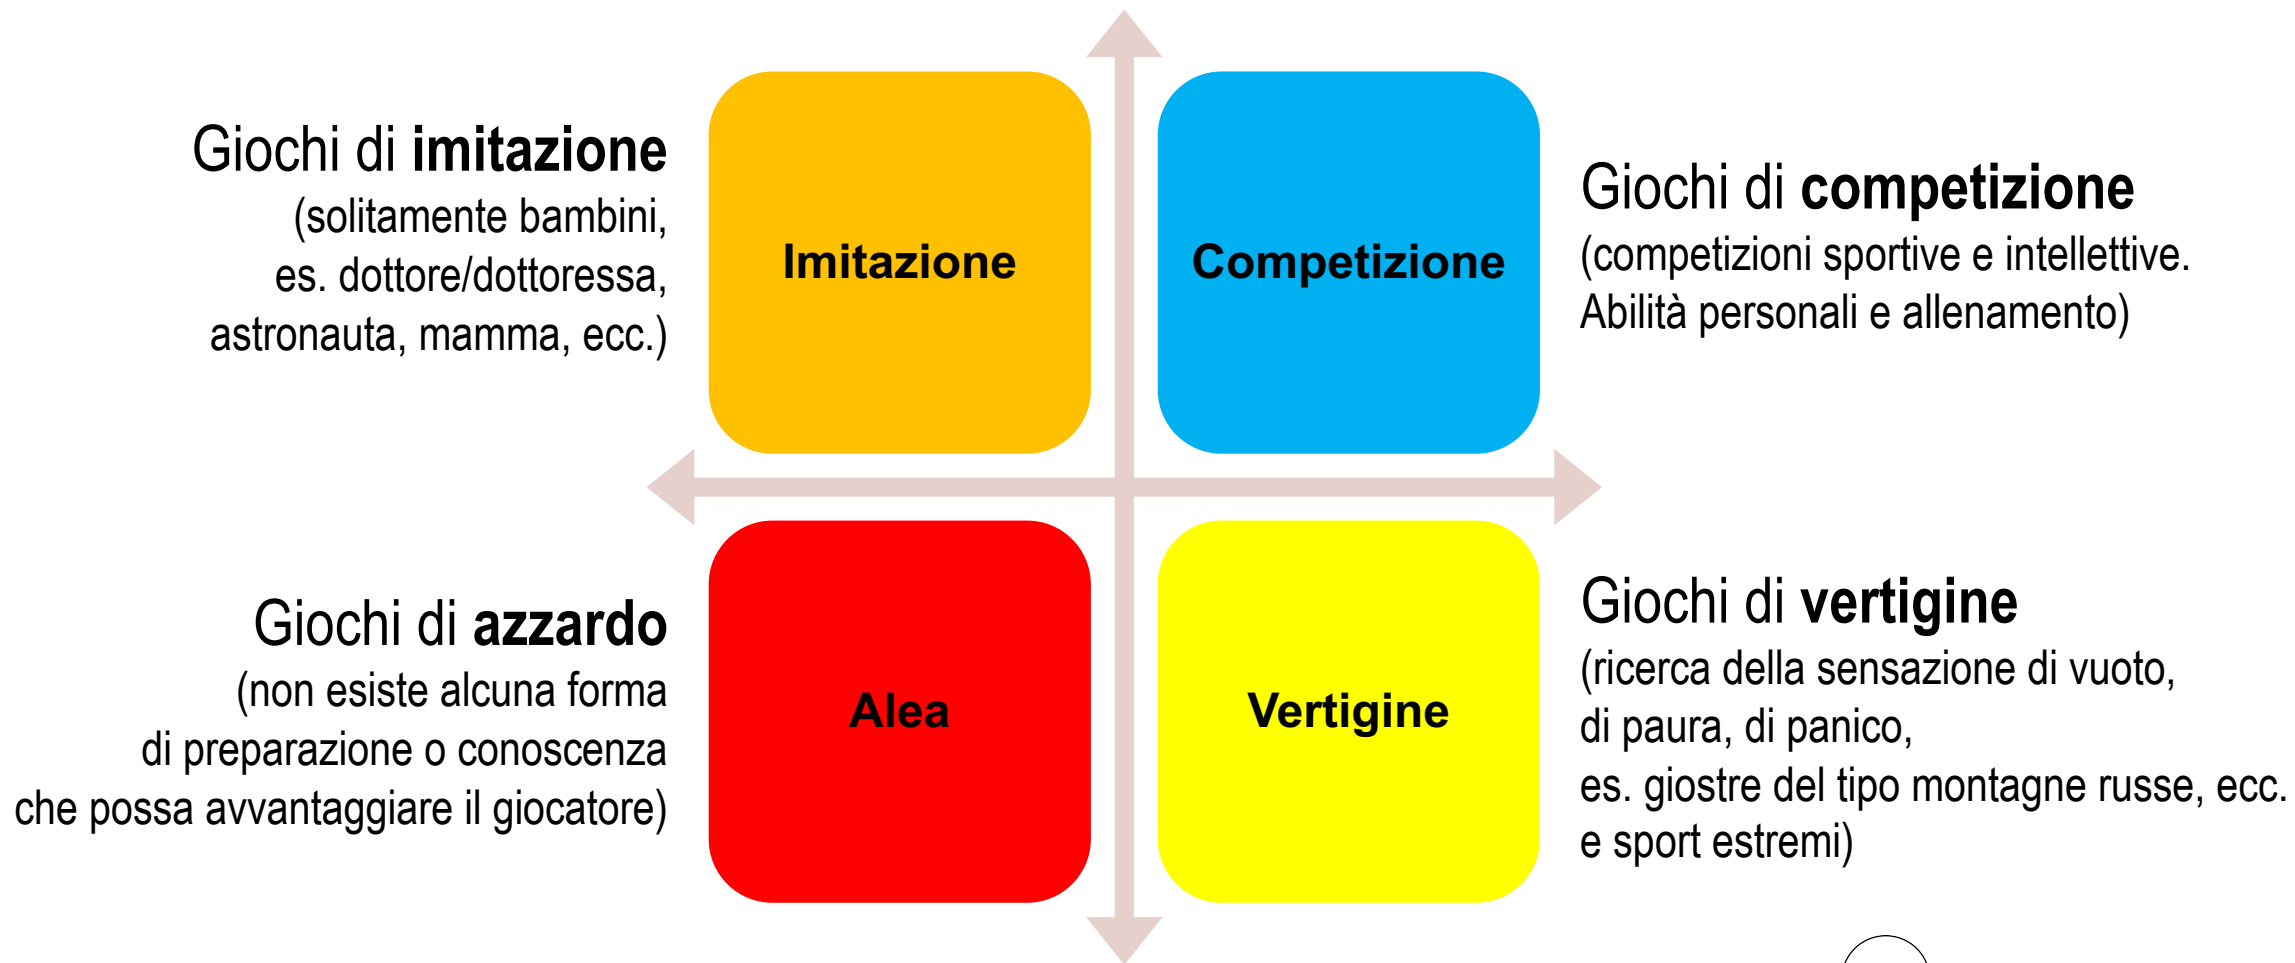 Giochi di imitazione
(solitamente bambini,
es. dottore/dottoressa,
astronauta, mamma, ecc.)
Imitazione
Competizione
Giochi di competizione
(competizioni sportive e intellettive.
Abilità personali e allenamento)
Giochi di azzardo
(non esiste alcuna forma
di preparazione o conoscenza
che possa avvantaggiare il giocatore)
Alea
Vertigine
Giochi di vertigine
(ricerca della sensazione di vuoto,
di paura, di panico,
es. giostre del tipo montagne russe, ecc.
e sport estremi)